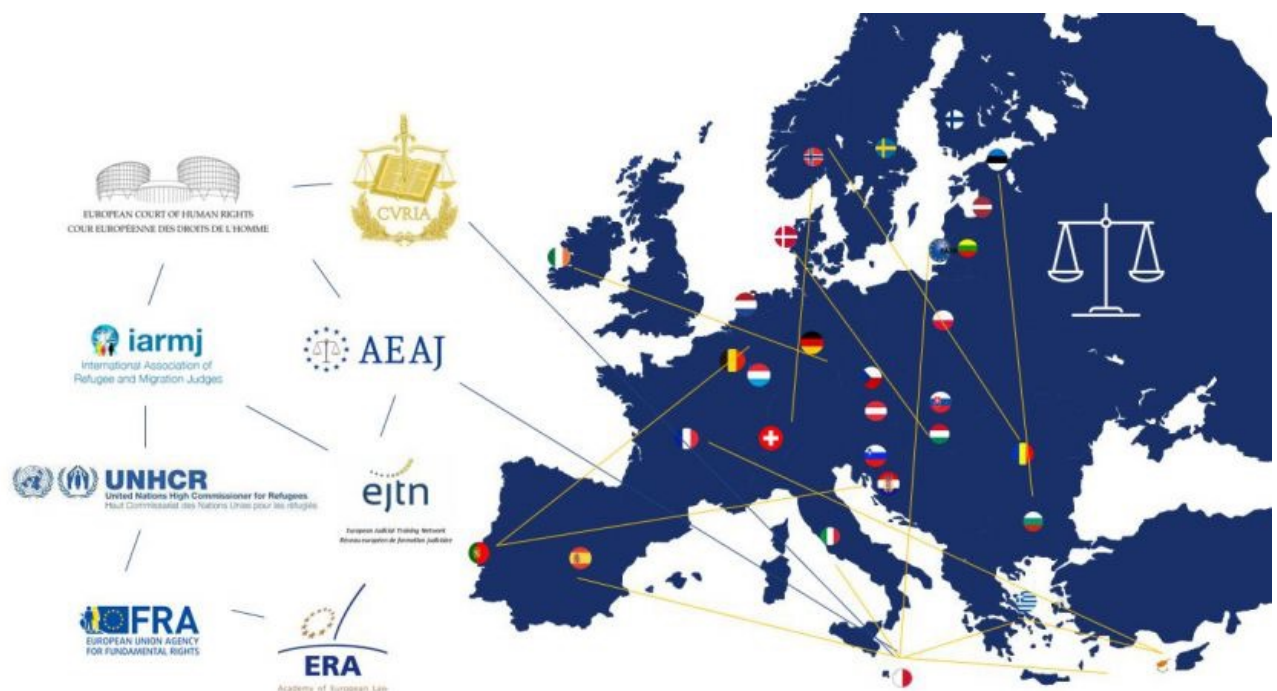 EUROPEAN COURT OF HUMAN RIGHTS
COUR EUROPÉENNE DES DROITS DE L'HOMME
CVRIA
iarmj
International Association of
Refugee and Migration Judges
AEAJ
UNHCR
United Nations High Commissioner for Refugees
Haut Commissariat des Nations Unies pour les réfugiés
ejtn
European Judicial Training Network
Réseau européen de formation judiciaire
FRA
EUROPEAN UNION AGENCY
FOR FUNDAMENTAL RIGHTS
ERA
Academy of European Law